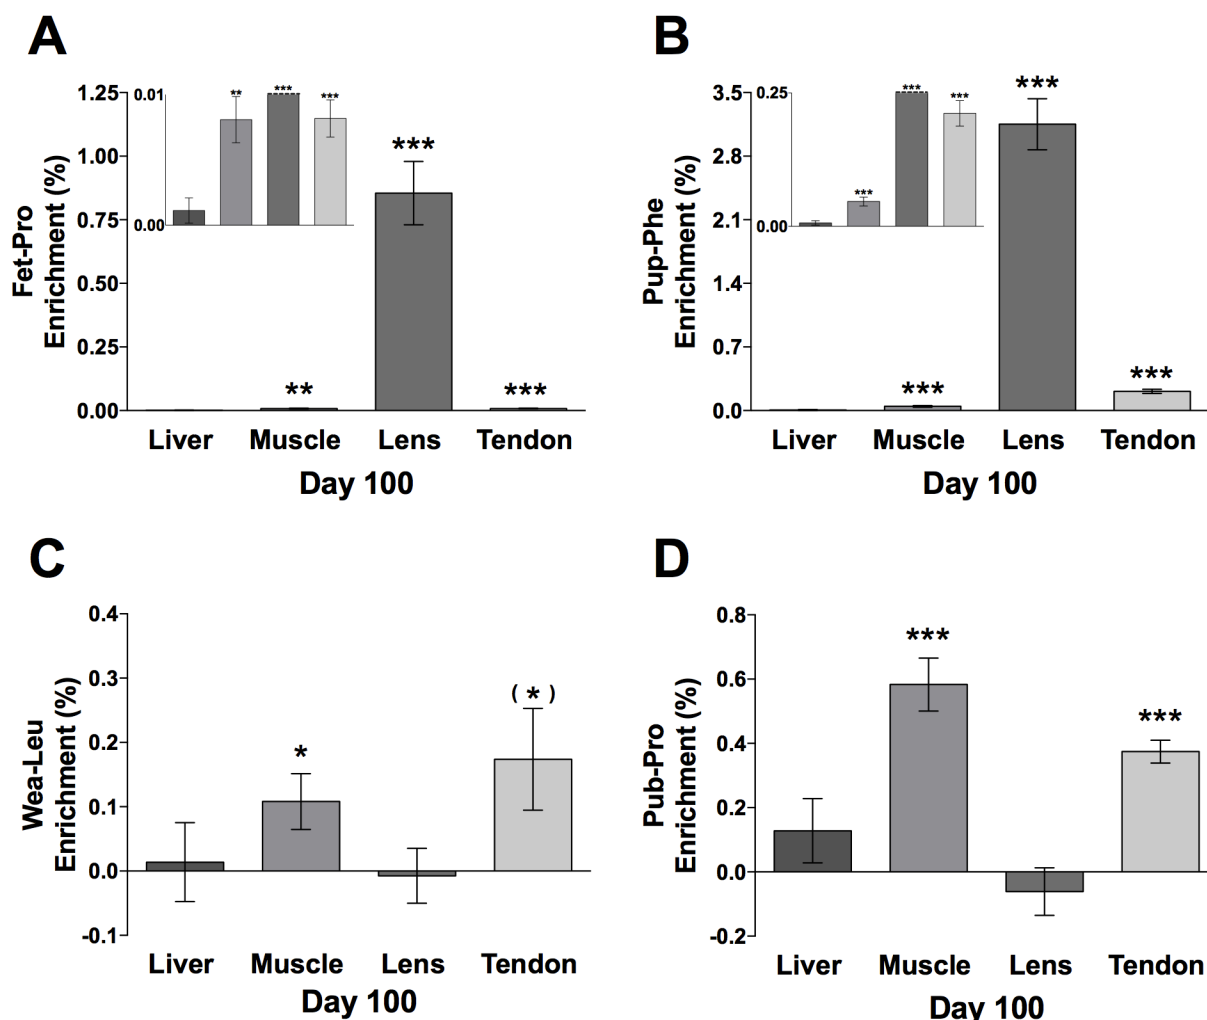 A
Fet-Pro
Enrichment (%)
1.25
1.00
0.75
0.50
0.25
0.00
0.01
0.00
**
***
***
**
***
***
Liver Muscle Lens Tendon
Day 100
B
Pup-Phe
Enrichment (%)
3.5
2.8
2.1
1.4
0.7
0.0
0.25
0.00
***
***
***
***
***
***
Liver Muscle Lens Tendon
Day 100
C
Wea-Leu
Enrichment (%)
0.4
0.3
0.2
0.1
0.0
-0.1
*
(*)
Liver Muscle Lens Tendon
Day 100
D
Pub-Pro
Enrichment (%)
0.8
0.6
0.4
0.2
0.0
-0.2
***
***
Liver Muscle Lens Tendon
Day 100